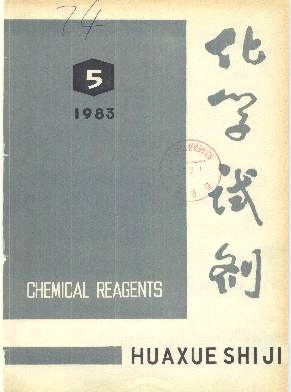 74
5
1983
化学试剂
CHEMICAL REAGENTS
HUAXUE SHIJI